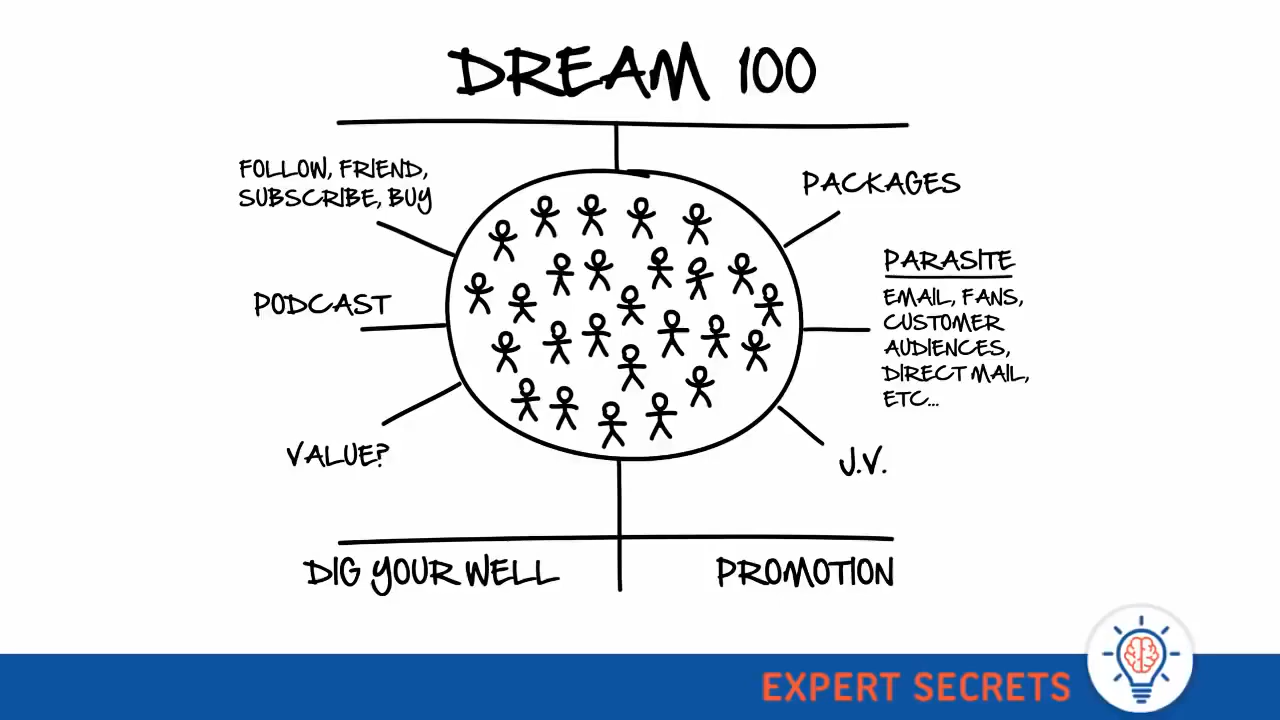 DREAM 100
FOLLOW, FRIEND,
SUBSCRIBE, BUY
PODCAST
VALUE?
PACKAGES
PARASITE
EMAIL, FANS,
CUSTOMER
AUDIENCES,
DIRECT MAIL,
ETC...
J.V.
DIG YOUR WELL
PROMOTION
EXPERT SECRETS